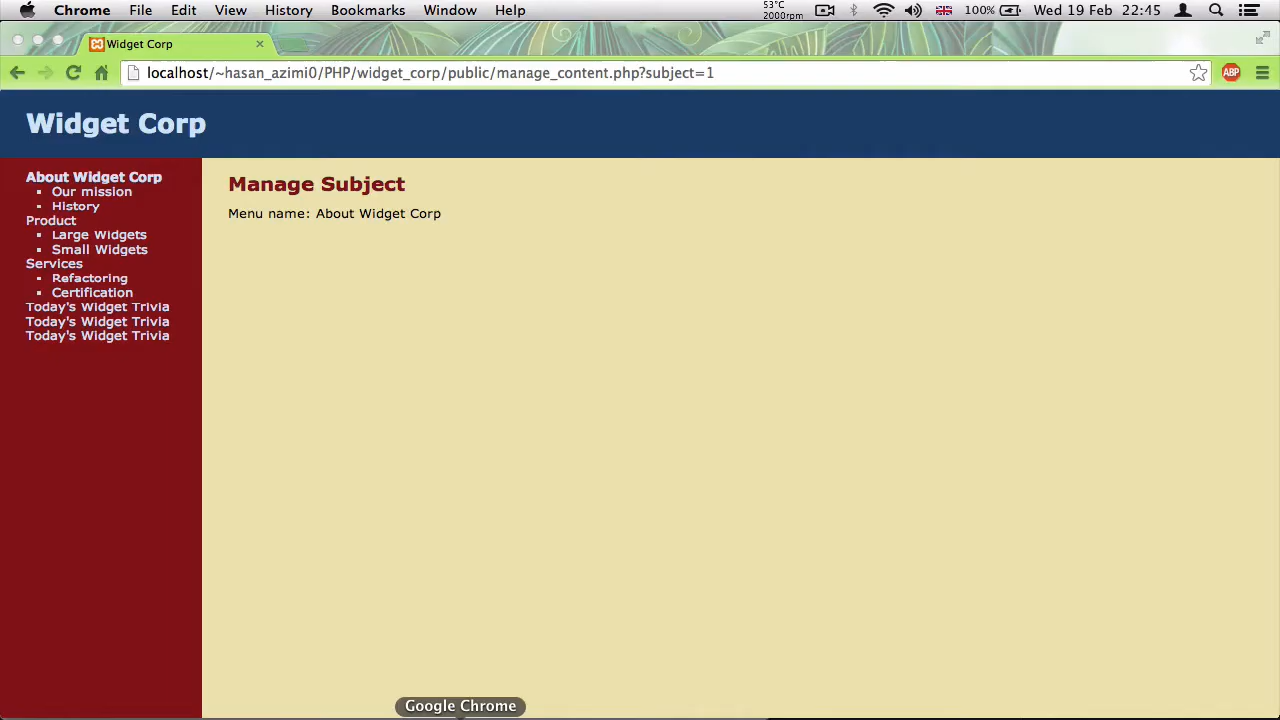 Chrome File Edit View History Bookmarks Window Help 53°C 2000rpm 100% Wed 19 Feb 22:45
Widget Corp
localhost/~hasan_azimi0/PHP/widget_corp/public/manage_content.php?subject=1 ABP
Widget Corp
About Widget Corp
Our mission
History
Product
Large Widgets
Small Widgets
Services
Refactoring
Certification
Today's Widget Trivia
Today's Widget Trivia
Today's Widget Trivia
Manage Subject
Menu name: About Widget Corp
Google Chrome